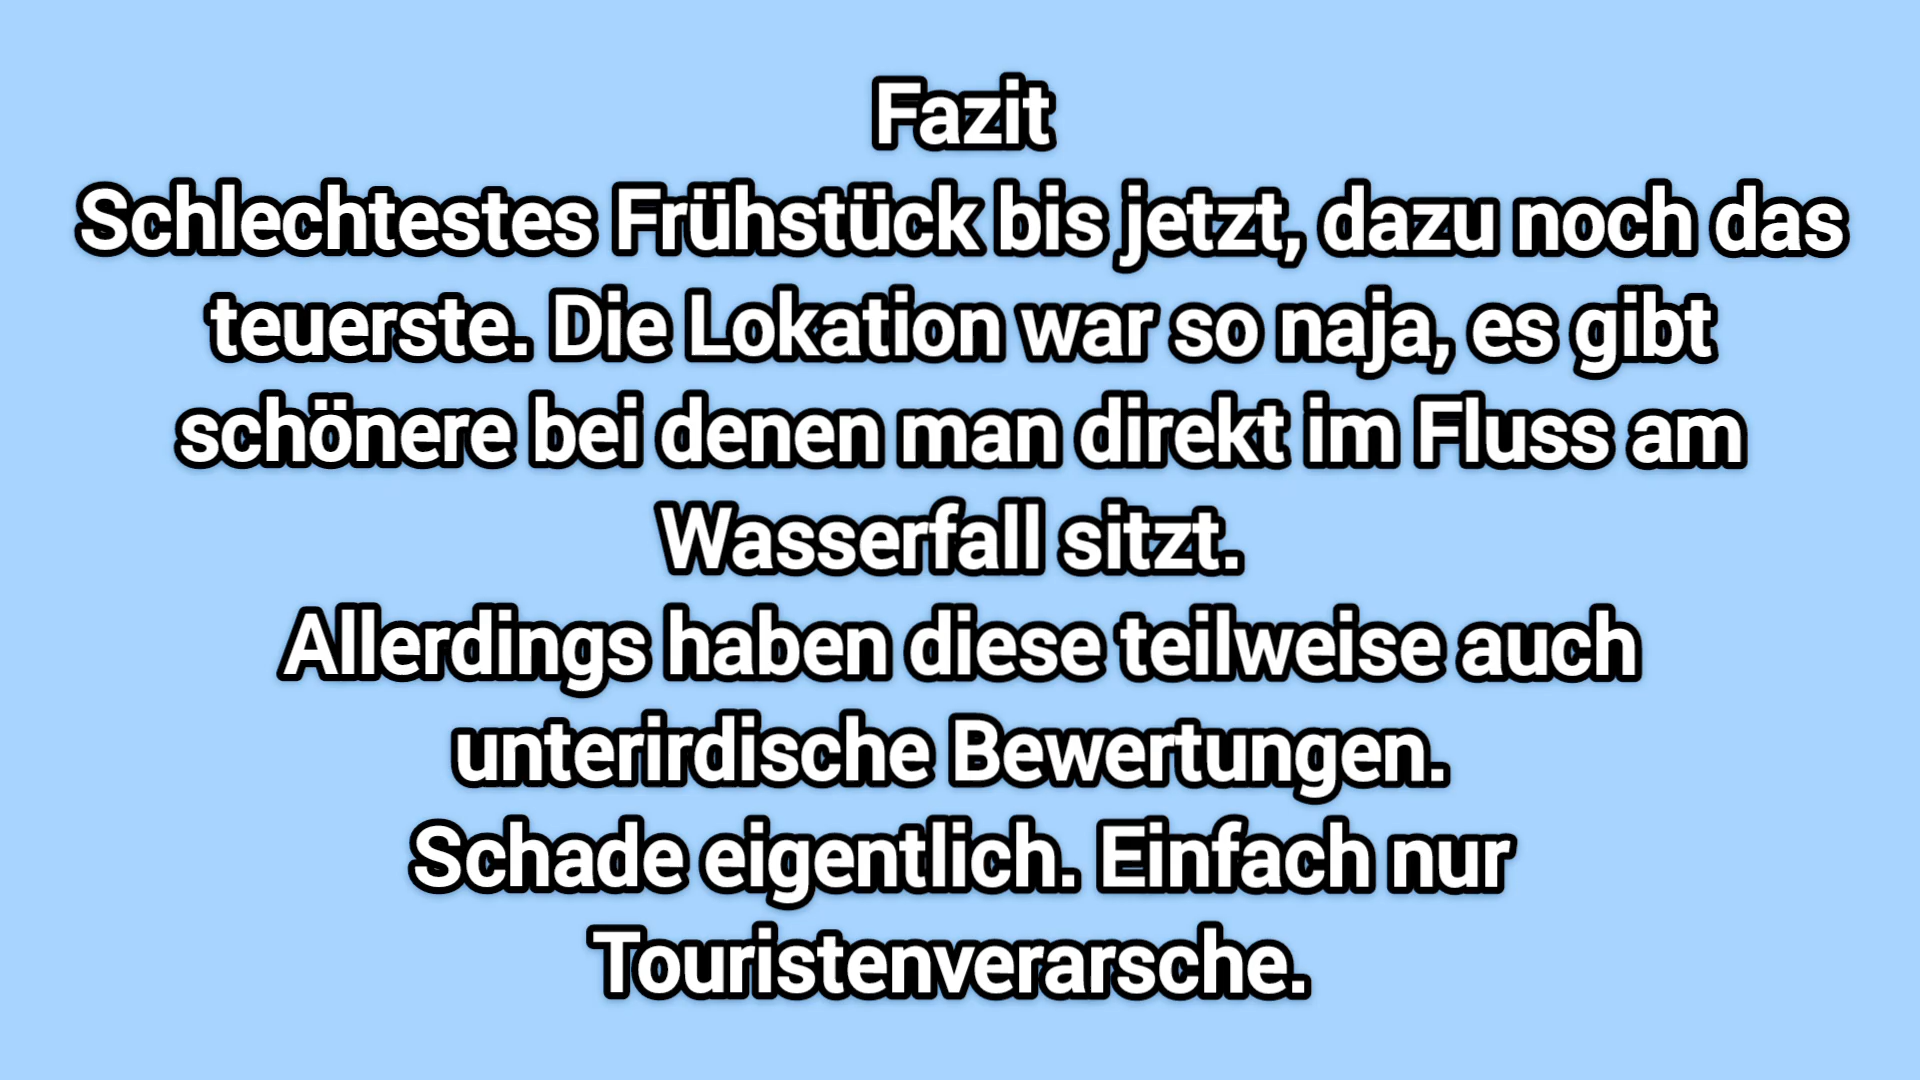 Fazit
Schlechtestes Frühstück bis jetzt, dazu noch das
teuerste. Die Lokation war so naja, es gibt
schönere bei denen man direkt im Fluss am
Wasserfall sitzt.
Allerdings haben diese teilweise auch
unterirdische Bewertungen.
Schade eigentlich. Einfach nur
Touristenverarsche.